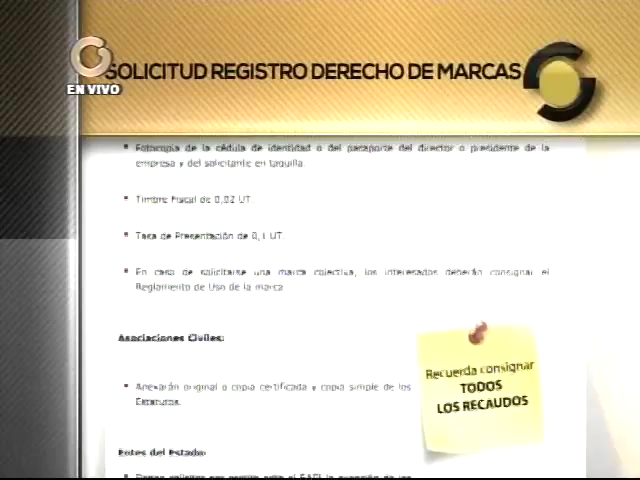 SOLICITUD REGISTRO DERECHO DE MARCAS
EN VIVO
Fotocopia de la cédula de identidad o del pasaporte del director o presidente de la
empresa y del solicitante en taquilla.
Timbre Fiscal de 0,02 UT.
Tasa de Presentación de 0,1 UT.
En caso de solicitarse una marca colectiva, los interesados deberán consignar el
Reglamento de Uso de la marca
Asociaciones Civiles:
Anexarán original o copia certificada y copia simple de los
Estatutos.
Recuerda consignar
TODOS
LOS RECAUDOS
Entes del Estado: